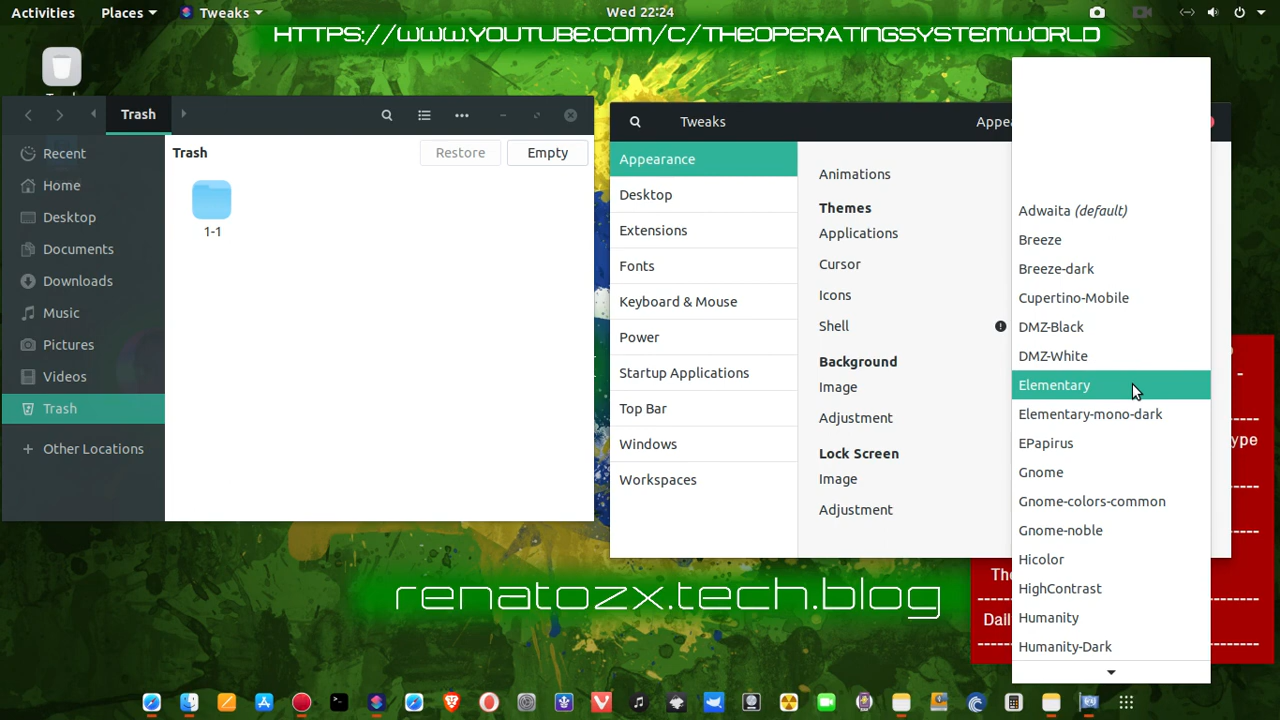 Activities
Places
Tweaks
Wed 22:24
HTTPS://WWW.YOUTUBE.COM/C/THEOPERATINGSYSTEMWORLD
Trash
Recent
Home
Desktop
Documents
Downloads
Music
Pictures
Videos
Trash
+ Other Locations
Trash
Restore
Empty
1-1
Tweaks
Appea
Appearance
Desktop
Extensions
Fonts
Keyboard & Mouse
Power
Startup Applications
Top Bar
Windows
Workspaces
Animations
Themes
Applications
Cursor
Icons
Shell
Background
Image
Adjustment
Lock Screen
Image
Adjustment
Adwaita (default)
Breeze
Breeze-dark
Cupertino-Mobile
DMZ-Black
DMZ-White
Elementary
Elementary-mono-dark
EPapirus
Gnome
Gnome-colors-common
Gnome-noble
Hicolor
HighContrast
Humanity
Humanity-Dark
ype
Dall
renatozx.tech.blog